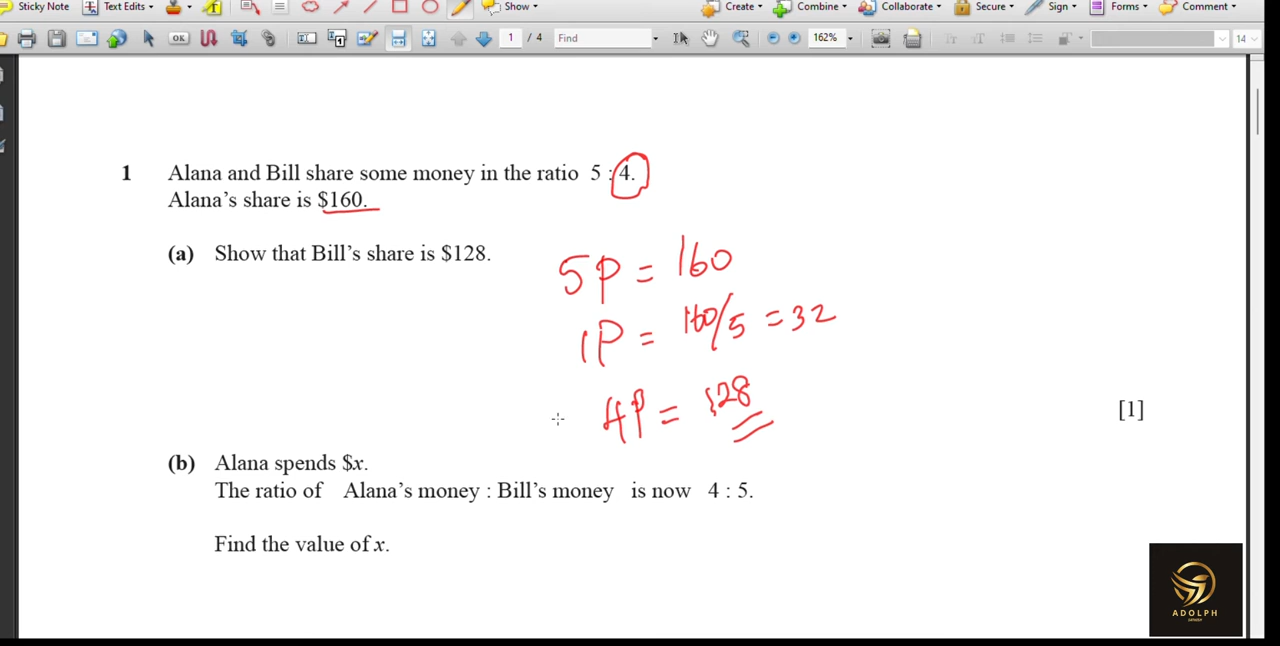 Sticky Note Text Edits Show Create Combine Collaborate Secure Sign Forms Comment
OK 1 / 4 Find 162% 14
1 Alana and Bill share some money in the ratio 5 : 4.
Alana's share is $160.
(a) Show that Bill's share is $128.
5P = 160
1P = 160/5 = 32
4P = 128
[1]
(b) Alana spends $x.
The ratio of Alana's money : Bill's money is now 4 : 5.
Find the value of x.
ADOLPH